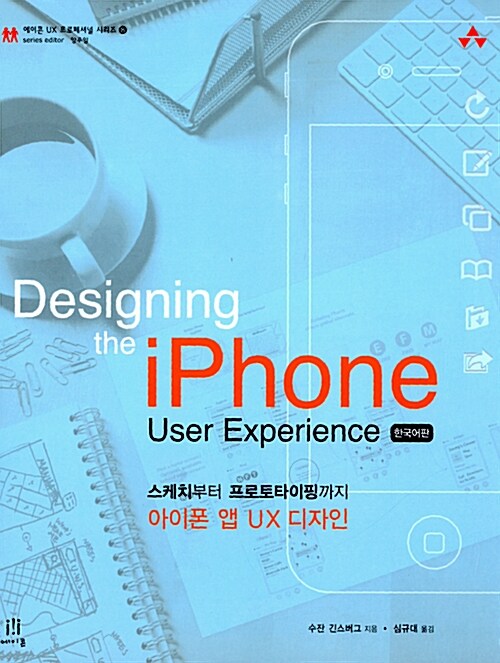 에이콘 UX 프로페셔널 시리즈
series editor
Designing
the iPhone
User Experience 한국어판
스케치부터 프로토타이핑까지
아이폰 앱 UX 디자인
E F M
수잔 긴스버그 지음 • 심규대 옮김
에이콘